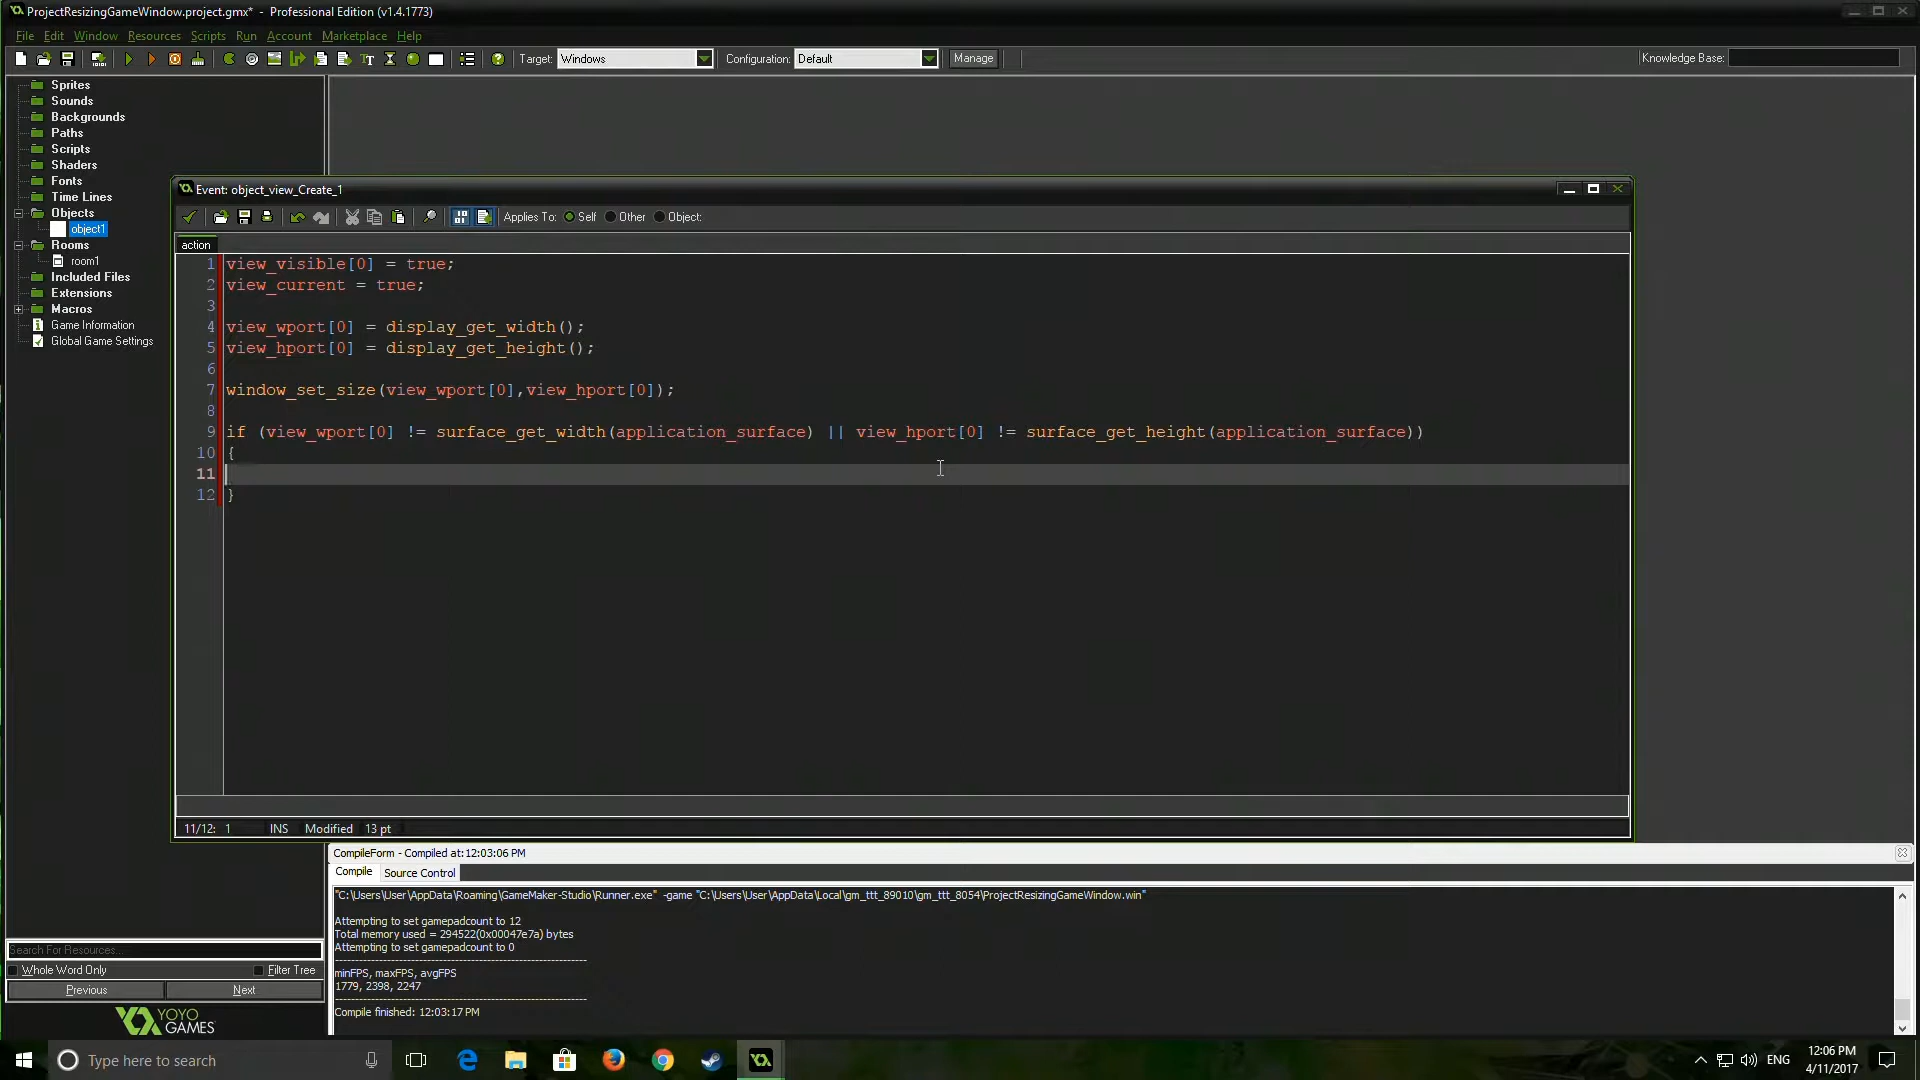 ProjectResizingGameWindow.project.gmx* - Professional Edition (v1.4.1773)
File Edit Window Resources Scripts Run Account Marketplace Help
Target: Windows Configuration: Default Manage Knowledge Base:
Sprites
Sounds
Backgrounds
Paths
Scripts
Shaders
Fonts
Time Lines
Objects
object1
Rooms
room1
Included Files
Extensions
Macros
Game Information
Global Game Settings
Event: object_view_Create_1
Applies To: Self Other Object:
action
1 view_visible[0] = true;
2 view_current = true;
3
4 view_wport[0] = display_get_width();
5 view_hport[0] = display_get_height();
6
7 window_set_size(view_wport[0],view_hport[0]);
8
9 if (view_wport[0] != surface_get_width(application_surface) || view_hport[0] != surface_get_height(application_surface))
10 {
11
12 }
11/12: 1 INS Modified 13 pt
CompileForm - Compiled at:12:03:06 PM
Compile Source Control
"C:\Users\User\AppData\Roaming\GameMaker-Studio\Runner.exe" -game "C:\Users\User\AppData\Local\gm_ttt_89010\gm_ttt_8054\ProjectResizingGameWindow.win"
Attempting to set gamepadcount to 12
Total memory used = 294522(0x00047e7a) bytes
Attempting to set gamepadcount to 0
minFPS, maxFPS, avgFPS
1779, 2398, 2247
Compile finished: 12:03:17 PM
Search For Resources...
Whole Word Only Filter Tree
Previous Next
YOYO
GAMES
Type here to search
ENG
12:06 PM
4/11/2017